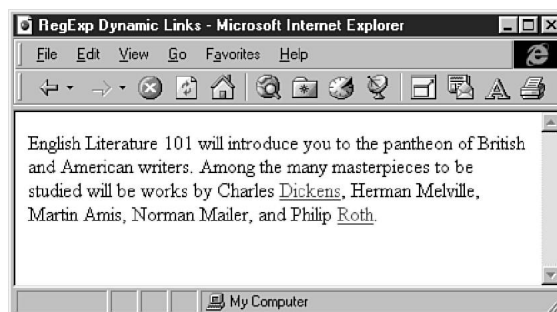 RegExp Dynamic Links - Microsoft Internet Explorer
File Edit View Go Favorites Help
English Literature 101 will introduce you to the pantheon of British
and American writers. Among the many masterpieces to be
studied will be works by Charles Dickens, Herman Melville,
Martin Amis, Norman Mailer, and Philip Roth.
My Computer